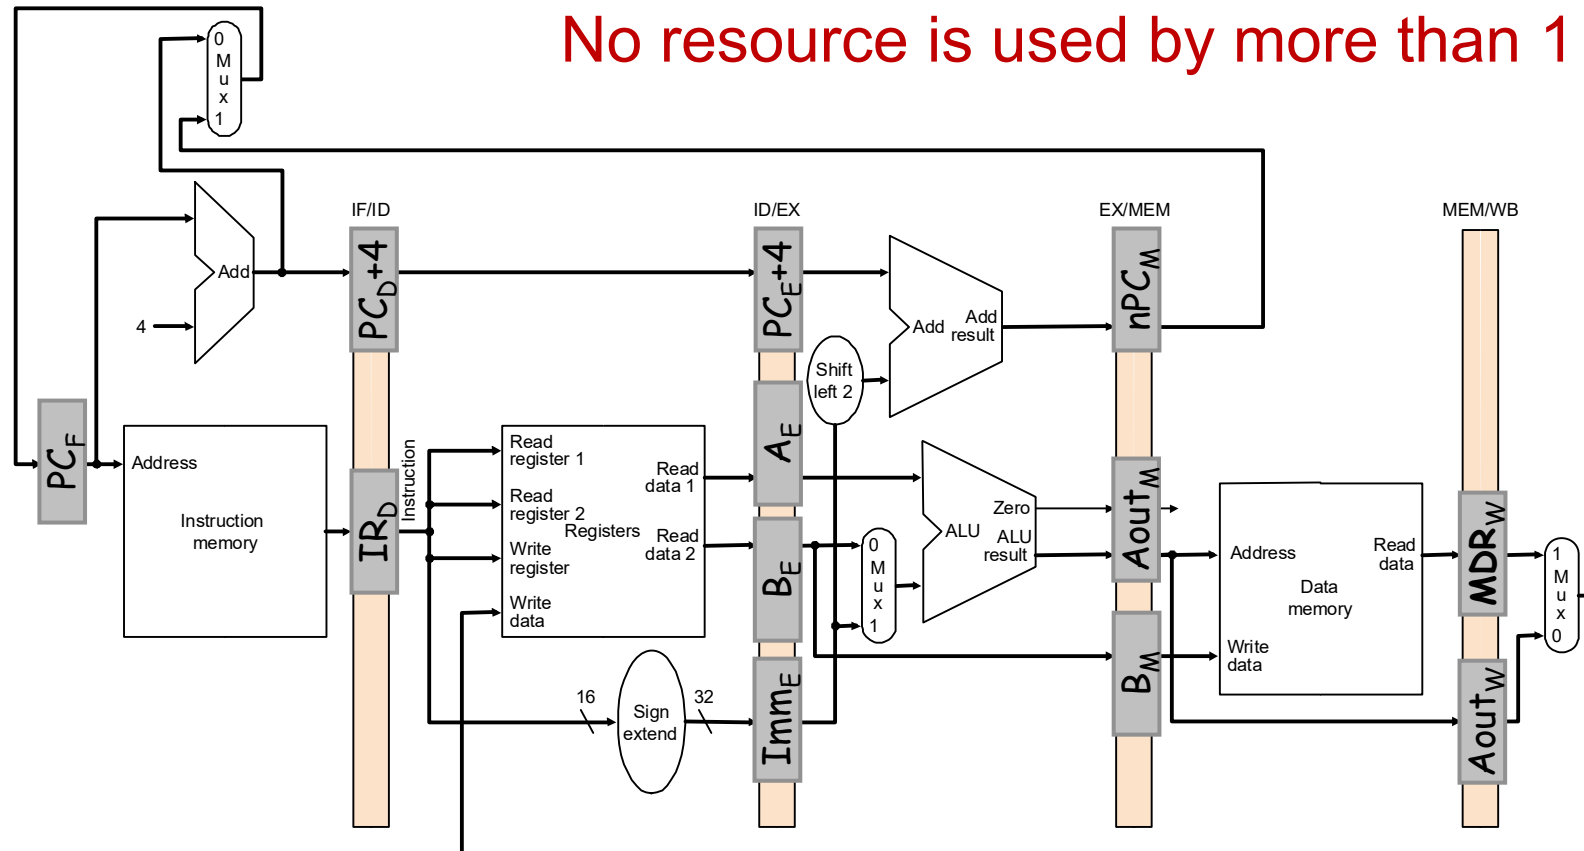 No resource is used by more than 1
0
M
u
x
1
IF/ID
ID/EX
EX/MEM
MEM/WB
Add
4
PCD+4
PCE+4
Add
Add
result
nPCM
Shift
left 2
PCF
Address
Instruction
memory
IRD
Instruction
Read
register 1
Read
register 2
Write
register
Write
data
Registers
Read
data 1
Read
data 2
AE
BE
ImmE
16
Sign
extend
32
0
M
u
x
1
Zero
ALU
ALU
result
AoutW
BM
Address
Write
data
Data
memory
Read
data
MDRW
AoutW
1
M
u
x
0